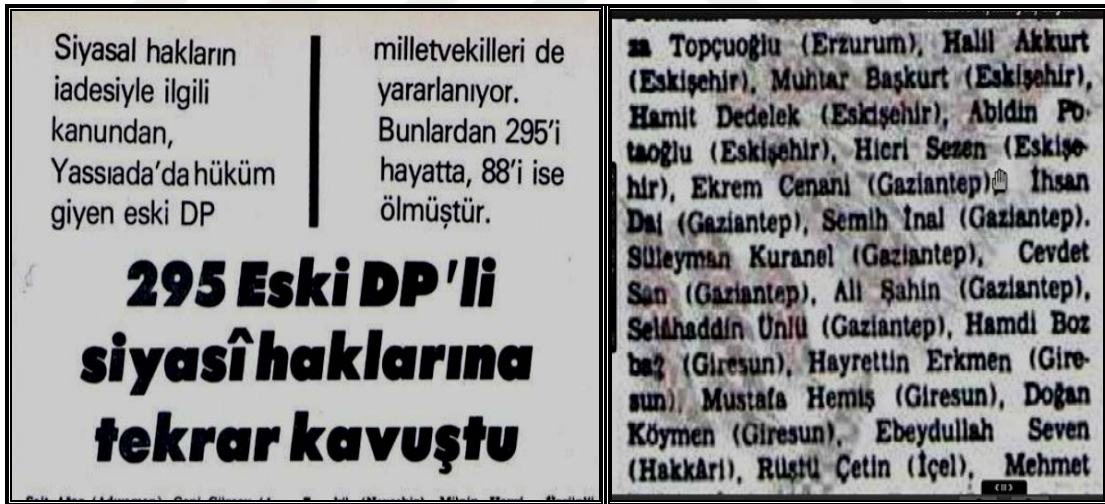 Siyasal hakların
iadesiyle ilgili
kanundan,
Yassıada'da hüküm
giyen eski DP
milletvekilleri de
yararlanıyor.
Bunlardan 295'i
hayatta, 88'i ise
ölmüştür.
295 Eski DP'li
siyasî haklarına
tekrar kavuştu
za Topçuoğlu (Erzurum), Halil Akkurt
(Eskişehir), Muhtar Başkurt (Eskişehir),
Hamit Dedelek (Eskişehir), Abidin Po-
taoğlu (Eskişehir), Hicri Sezen (Eskişe-
hir), Ekrem Cenani (Gaziantep) İhsan
Dai (Gaziantep), Semih İnal (Gaziantep).
Süleyman Kuranel (Gaziantep), Cevdet
San (Gaziantep), Ali Şahin (Gaziantep),
Selâhaddin Ünlü (Gaziantep), Hamdi Boz
ba? (Giresun), Hayrettin Erkmen (Gire-
sun), Mustafa Hemiş (Giresun), Doğan
Köymen (Giresun), Ebeydullah Seven
(Hakkâri), Rüştü Çetin (İçel), Mehmet